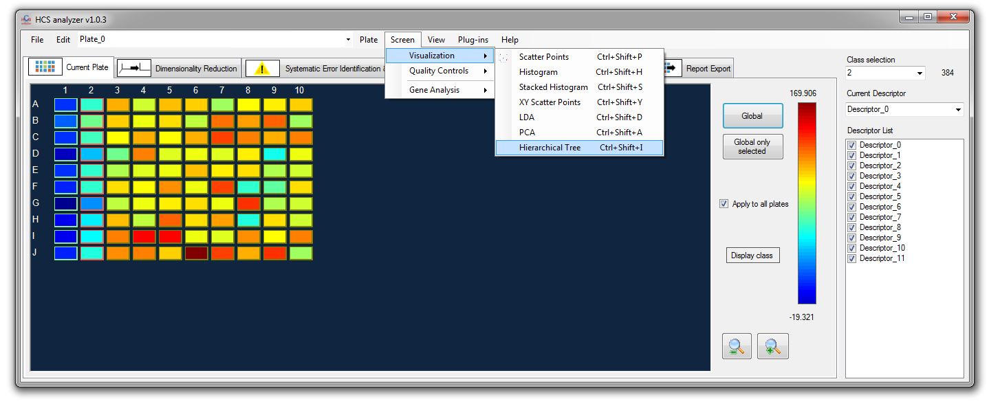 HCS analyzer v1.0.3
File Edit Plate_0 Plate Screen View Plug-ins Help
Current Plate
Dimensionality Reduction
Systematic Error Identification &
Report Export
Visualization
Quality Controls
Gene Analysis
Scatter Points Ctrl+Shift+P
Histogram Ctrl+Shift+H
Stacked Histogram Ctrl+Shift+S
XY Scatter Points Ctrl+Shift+Y
LDA Ctrl+Shift+D
PCA Ctrl+Shift+A
Hierarchical Tree Ctrl+Shift+I
1 2 3 4 5 6 7 8 9 10
A
B
C
D
E
F
G
H
I
J
Global
Global only
selected
Apply to all plates
Display class
169.906
-19.321
Class selection
2 384
Current Descriptor
Descriptor_0
Descriptor List
Descriptor_0
Descriptor_1
Descriptor_2
Descriptor_3
Descriptor_4
Descriptor_5
Descriptor_6
Descriptor_7
Descriptor_8
Descriptor_9
Descriptor_10
Descriptor_11